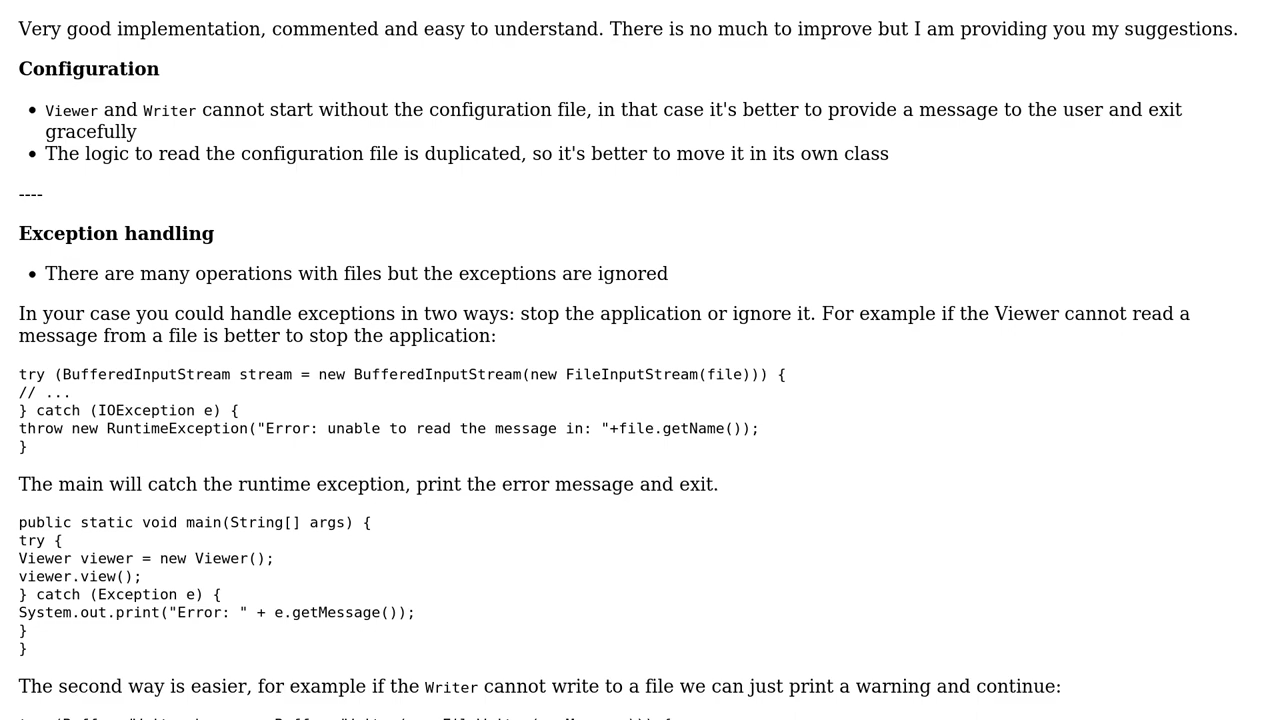 Very good implementation, commented and easy to understand. There is no much to improve but I am providing you my suggestions.
Configuration
• Viewer and Writer cannot start without the configuration file, in that case it's better to provide a message to the user and exit
gracefully
• The logic to read the configuration file is duplicated, so it's better to move it in its own class
----
Exception handling
• There are many operations with files but the exceptions are ignored
In your case you could handle exceptions in two ways: stop the application or ignore it. For example if the Viewer cannot read a
message from a file is better to stop the application:
try (BufferedInputStream stream = new BufferedInputStream(new FileInputStream(file))) {
// ...
} catch (IOException e) {
throw new RuntimeException("Error: unable to read the message in: "+file.getName());
}
The main will catch the runtime exception, print the error message and exit.
public static void main(String[] args) {
try {
Viewer viewer = new Viewer();
viewer.view();
} catch (Exception e) {
System.out.print("Error: " + e.getMessage());
}
}
The second way is easier, for example if the Writer cannot write to a file we can just print a warning and continue: